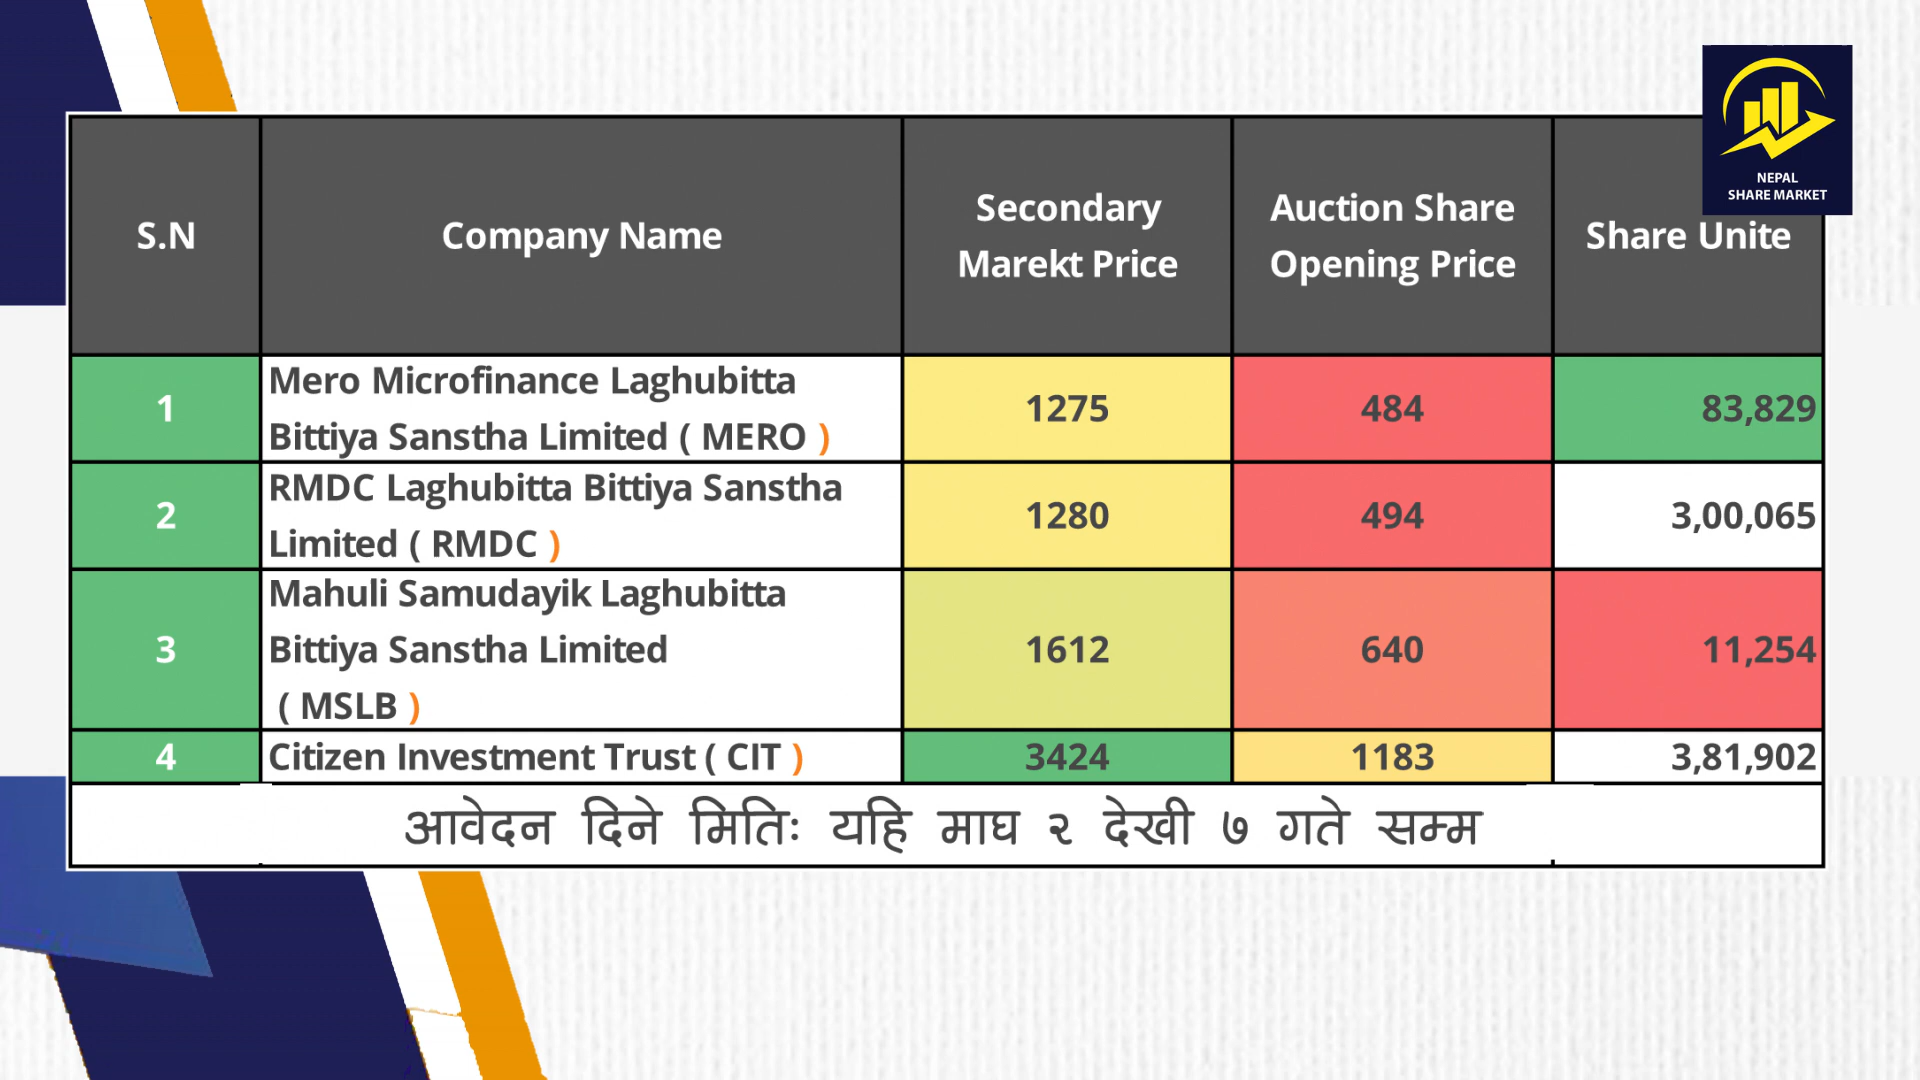 NEPAL
SHARE MARKET
S.N
Company Name
Secondary
Marekt Price
Auction Share
Opening Price
Share Unite
1
Mero Microfinance Laghubitta
Bittiya Sanstha Limited ( MERO )
1275
484
83,829
2
RMDC Laghubitta Bittiya Sanstha
Limited ( RMDC )
1280
494
3,00,065
3
Mahuli Samudayik Laghubitta
Bittiya Sanstha Limited
( MSLB )
1612
640
11,254
4
Citizen Investment Trust ( CIT )
3424
1183
3,81,902
आवेदन दिने मितिः यहि माघ २ देखी ७ गते सम्म